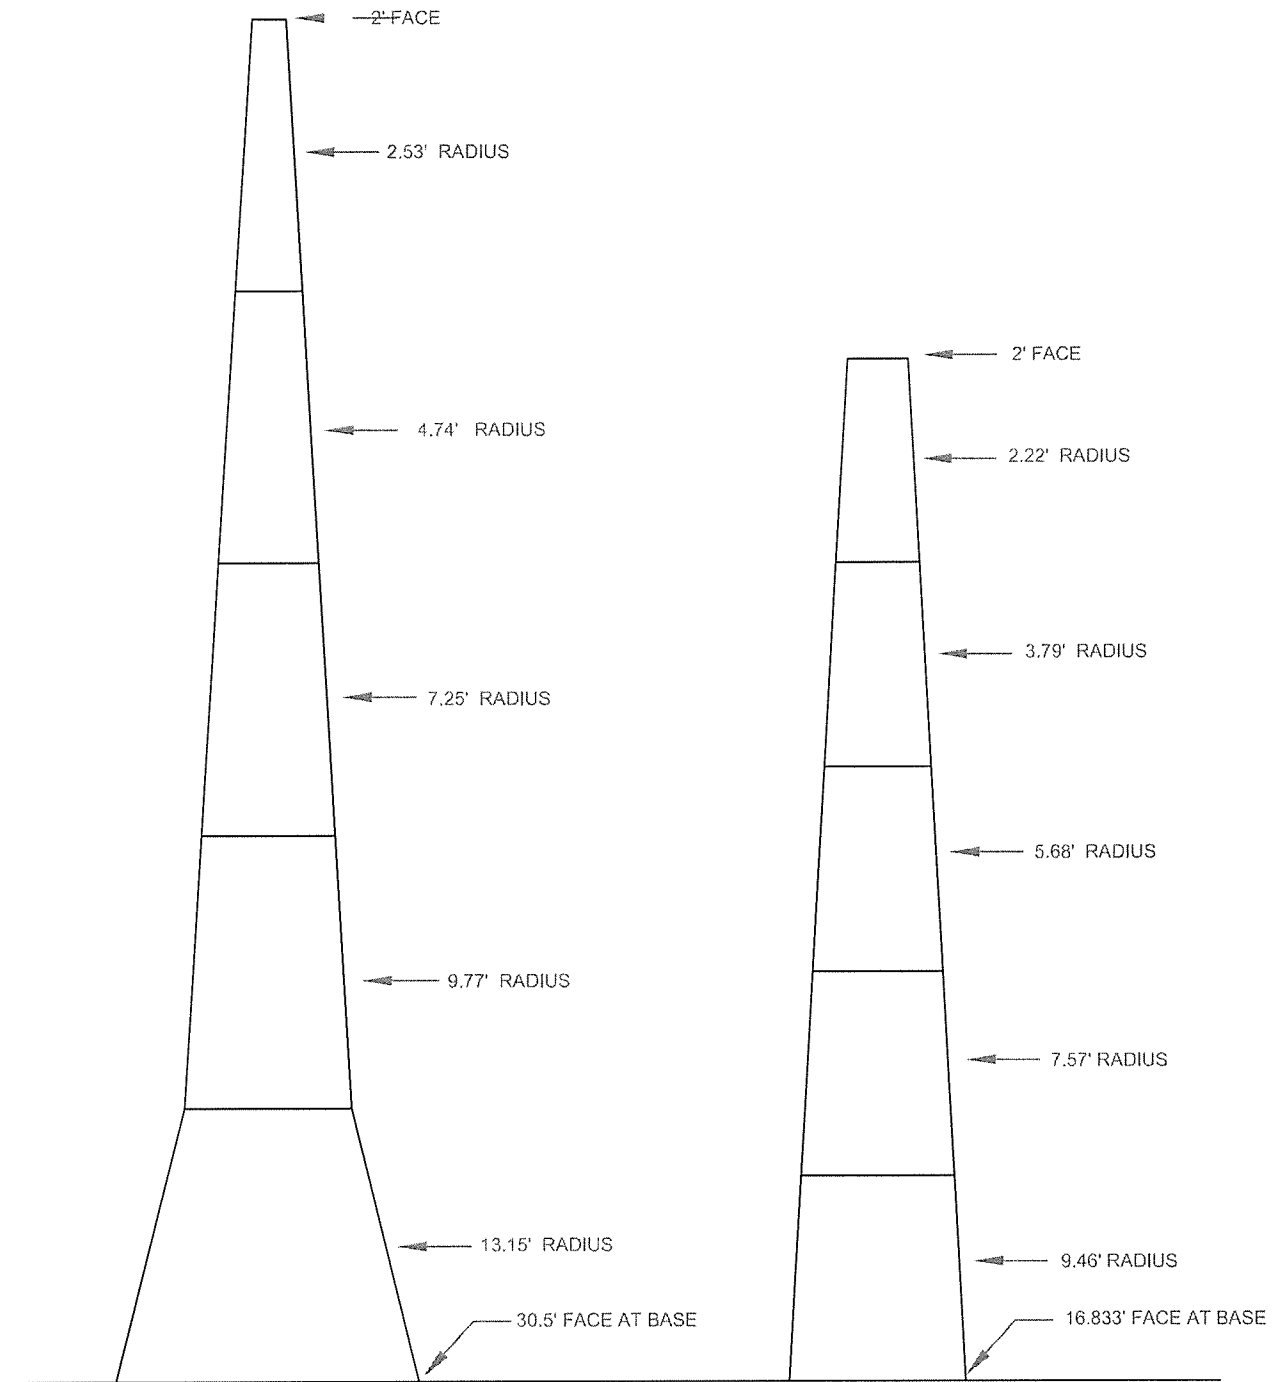 2' FACE
2.53' RADIUS
4.74' RADIUS
7.25' RADIUS
9.77' RADIUS
13.15' RADIUS
30.5' FACE AT BASE
2' FACE
2.22' RADIUS
3.79' RADIUS
5.68' RADIUS
7.57' RADIUS
9.46' RADIUS
16.833' FACE AT BASE